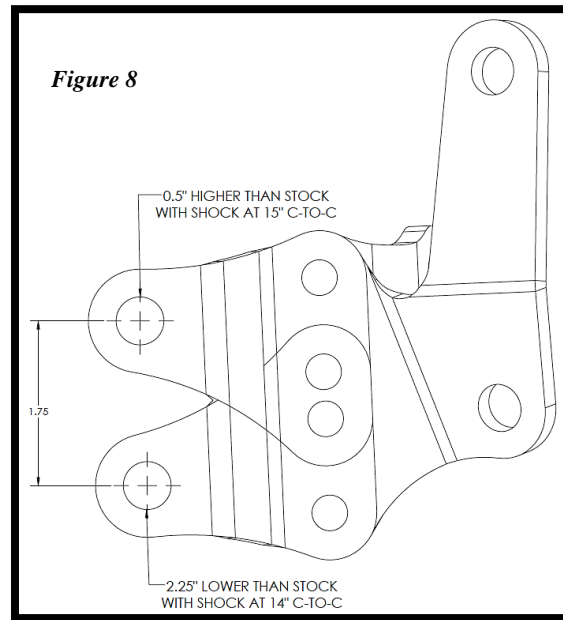 Figure 8
0.5" HIGHER THAN STOCK
WITH SHOCK AT 15" C-TO-C
1.75
2.25" LOWER THAN STOCK
WITH SHOCK AT 14" C-TO-C